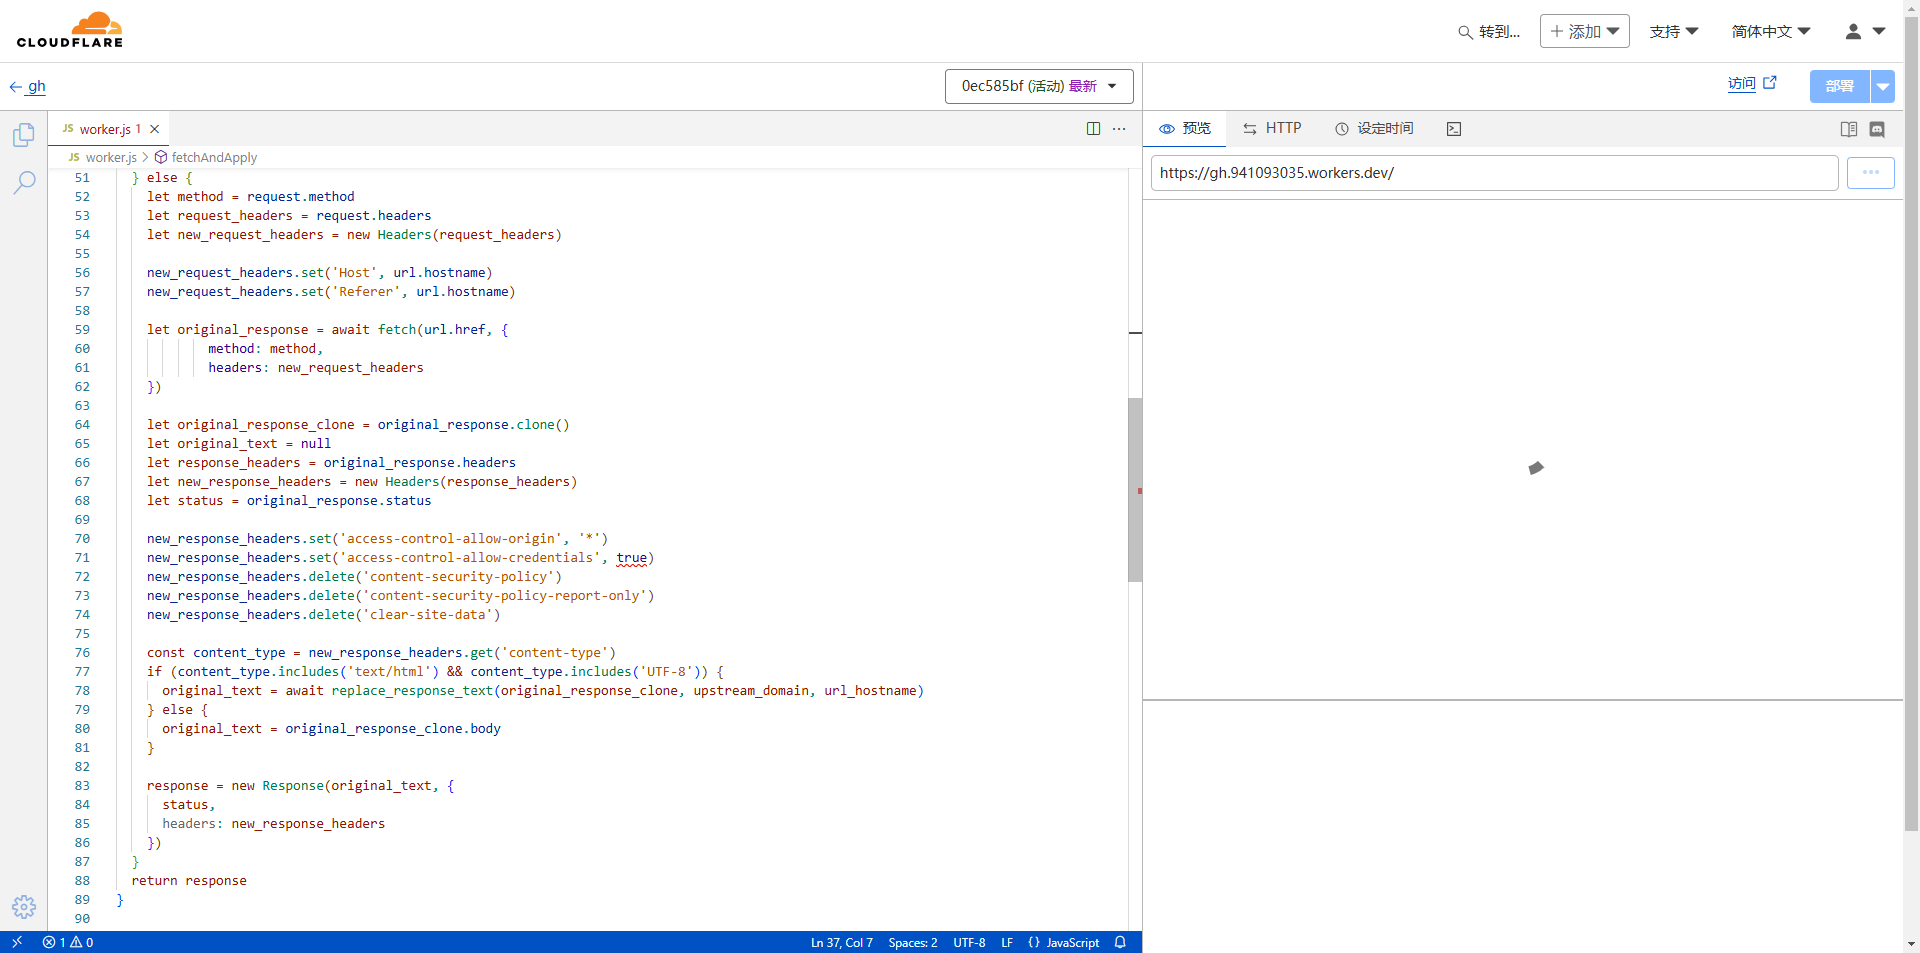 CLOUDFLARE
转到...
添加
支持
简体中文
gh
0ec585bf (活动) 最新
访问
部署
JS worker.js 1
预览
HTTP
设定时间
JS worker.js > fetchAndApply
https://gh.941093035.workers.dev/
51 } else {
52 let method = request.method
53 let request_headers = request.headers
54 let new_request_headers = new Headers(request_headers)
55
56 new_request_headers.set('Host', url.hostname)
57 new_request_headers.set('Referer', url.hostname)
58
59 let original_response = await fetch(url.href, {
60 method: method,
61 headers: new_request_headers
62 })
63
64 let original_response_clone = original_response.clone()
65 let original_text = null
66 let response_headers = original_response.headers
67 let new_response_headers = new Headers(response_headers)
68 let status = original_response.status
69
70 new_response_headers.set('access-control-allow-origin', '*')
71 new_response_headers.set('access-control-allow-credentials', true)
72 new_response_headers.delete('content-security-policy')
73 new_response_headers.delete('content-security-policy-report-only')
74 new_response_headers.delete('clear-site-data')
75
76 const content_type = new_response_headers.get('content-type')
77 if (content_type.includes('text/html') && content_type.includes('UTF-8')) {
78 original_text = await replace_response_text(original_response_clone, upstream_domain, url_hostname)
79 } else {
80 original_text = original_response_clone.body
81 }
82
83 response = new Response(original_text, {
84 status,
85 headers: new_response_headers
86 })
87 }
88 return response
89 }
90
1 0
Ln 37, Col 7
Spaces: 2
UTF-8
LF
{} JavaScript